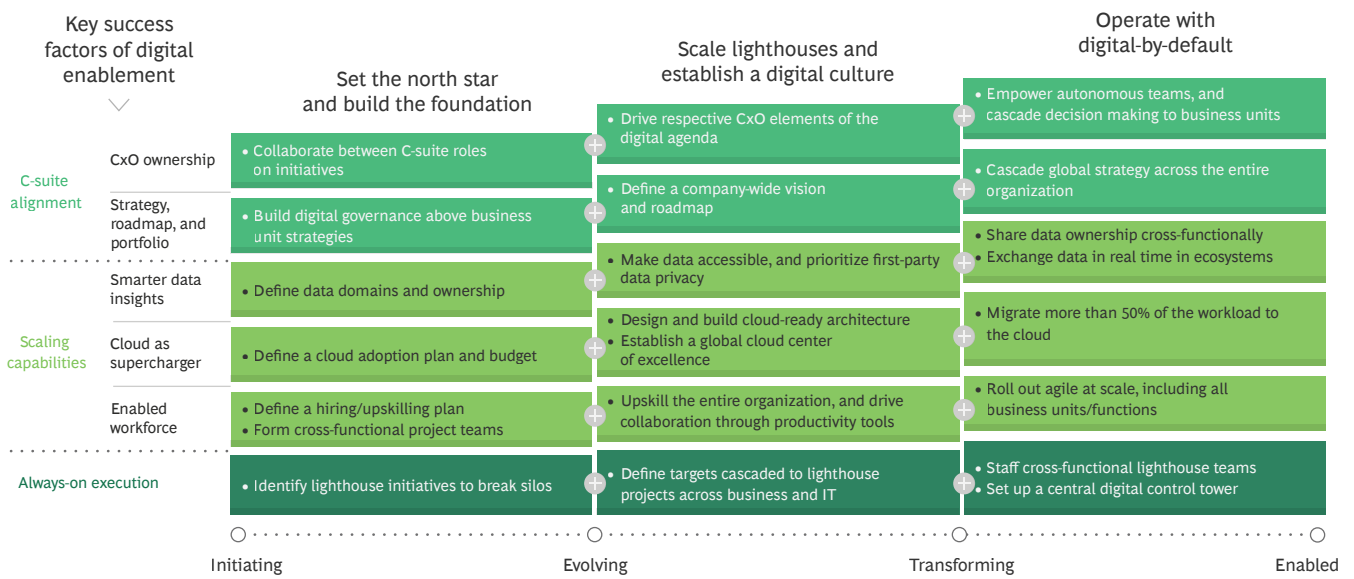 Key success
factors of digital
enablement
Set the north star
and build the foundation
Scale lighthouses and
establish a digital culture
Operate with
digital-by-default
C-suite
alignment
CxO ownership
• Collaborate between C-suite roles
on initiatives
• Drive respective CxO elements of the
digital agenda
• Empower autonomous teams, and
cascade decision making to business units
Strategy,
roadmap, and
portfolio
• Build digital governance above business
unit strategies
• Define a company-wide vision
and roadmap
• Cascade global strategy across the entire
organization
Scaling
capabilities
Smarter data
insights
• Define data domains and ownership
• Make data accessible, and prioritize first-party
data privacy
• Share data ownership cross-functionally
• Exchange data in real time in ecosystems
Cloud as
supercharger
• Define a cloud adoption plan and budget
• Design and build cloud-ready architecture
• Establish a global cloud center
of excellence
• Migrate more than 50% of the workload to
the cloud
Enabled
workforce
• Define a hiring/upskilling plan
• Form cross-functional project teams
• Upskill the entire organization, and drive
collaboration through productivity tools
• Roll out agile at scale, including all
business units/functions
Always-on execution
• Identify lighthouse initiatives to break silos
• Define targets cascaded to lighthouse
projects across business and IT
• Staff cross-functional lighthouse teams
• Set up a central digital control tower
Initiating
Evolving
Transforming
Enabled